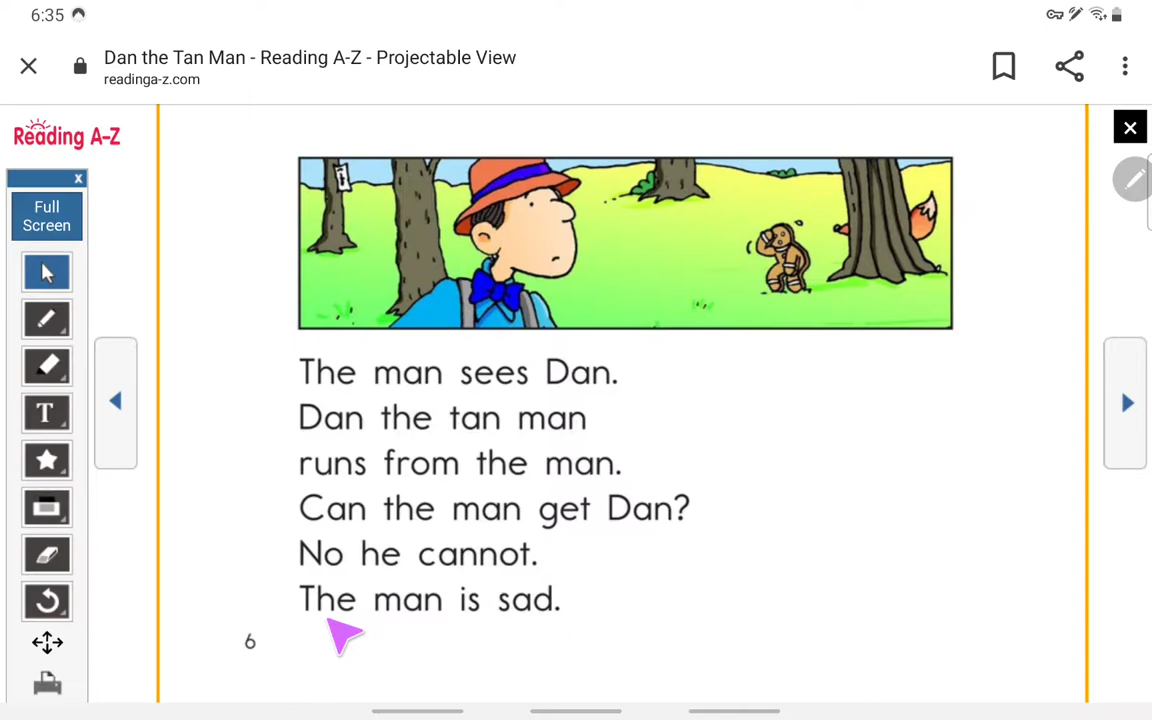 6:35
Dan the Tan Man - Reading A-Z - Projectable View
readinga-z.com
Reading A-Z
x
Full
Screen
T
The man sees Dan.
Dan the tan man
runs from the man.
Can the man get Dan?
No he cannot.
The man is sad.
6